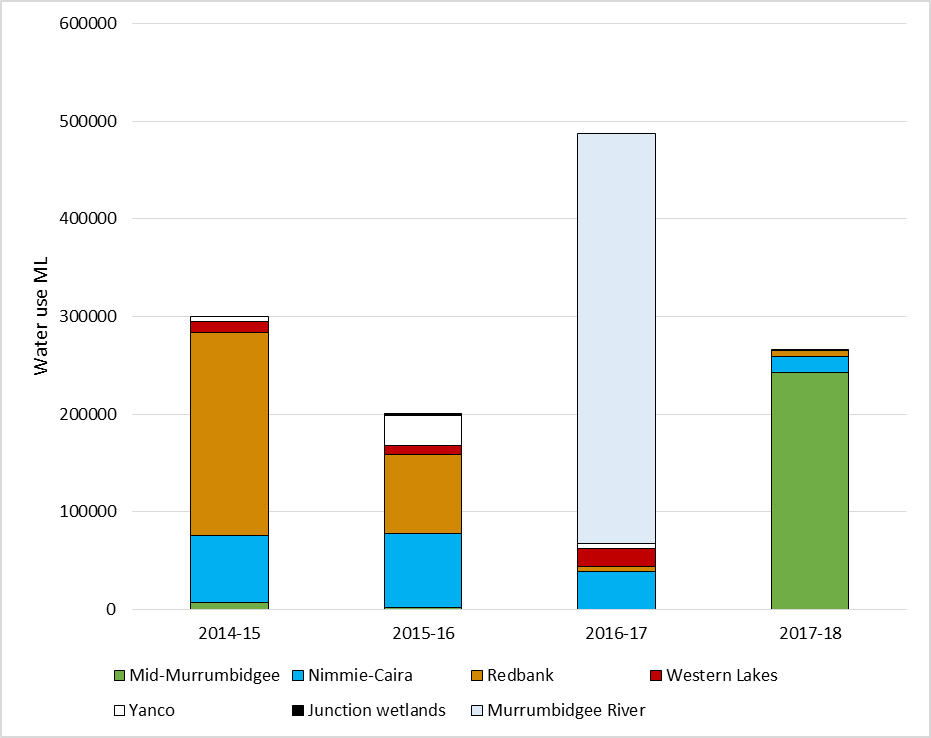 600000
500000
400000
300000
200000
100000
0
Water use ML
2014-15 2015-16 2016-17 2017-18
Mid-Murrumbidgee Nimmie-Caira Redbank Western Lakes
Yanco Junction wetlands Murrumbidgee River